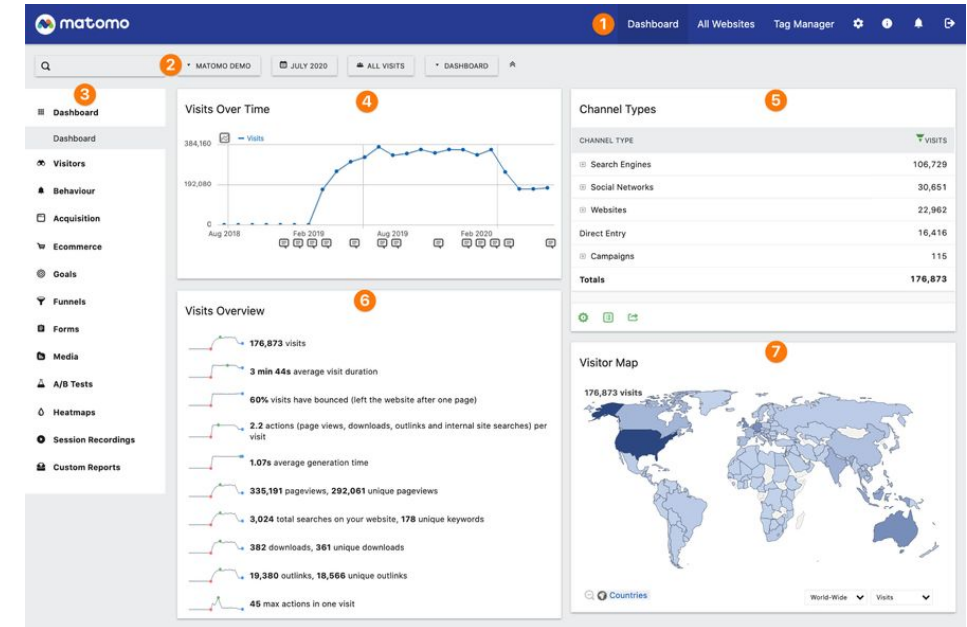 matomo
1
Dashboard
All Websites
Tag Manager
2
MATOMO DEMO
JULY 2020
ALL VISITS
DASHBOARD
3
Dashboard
Dashboard
Visitors
Behaviour
Acquisition
Ecommerce
Goals
Funnels
Forms
Media
A/B Tests
Heatmaps
Session Recordings
Custom Reports
Visits Over Time
4
Visits
384,160
192,080
0
Aug 2018
Feb 2019
Aug 2019
Feb 2020
Channel Types
5
CHANNEL TYPE VISITS
Search Engines 106,729
Social Networks 30,651
Websites 22,962
Direct Entry 16,416
Campaigns 115
Totals 176,873
Visits Overview
6
176,873 visits
3 min 44s average visit duration
60% visits have bounced (left the website after one page)
2.2 actions (page views, downloads, outlinks and internal site searches) per
visit
1.07s average generation time
335,191 pageviews, 292,061 unique pageviews
3,024 total searches on your website, 178 unique keywords
382 downloads, 361 unique downloads
19,380 outlinks, 18,566 unique outlinks
45 max actions in one visit
Visitor Map
7
176,873 visits
Countries
World-Wide
Visits